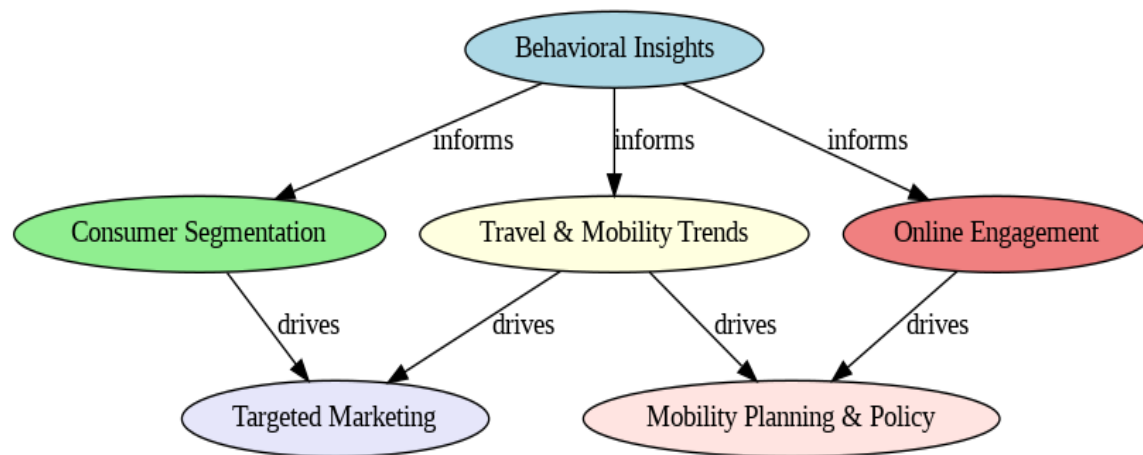 Behavioral Insights
informs
informs
informs
Consumer Segmentation
Travel & Mobility Trends
Online Engagement
drives
drives
drives
drives
Targeted Marketing
Mobility Planning & Policy